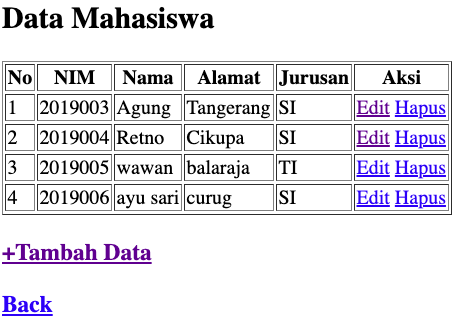 Data Mahasiswa
No NIM Nama Alamat Jurusan Aksi
1 2019003 Agung Tangerang SI Edit Hapus
2 2019004 Retno Cikupa SI Edit Hapus
3 2019005 wawan balaraja TI Edit Hapus
4 2019006 ayu sari curug SI Edit Hapus
+Tambah Data
Back